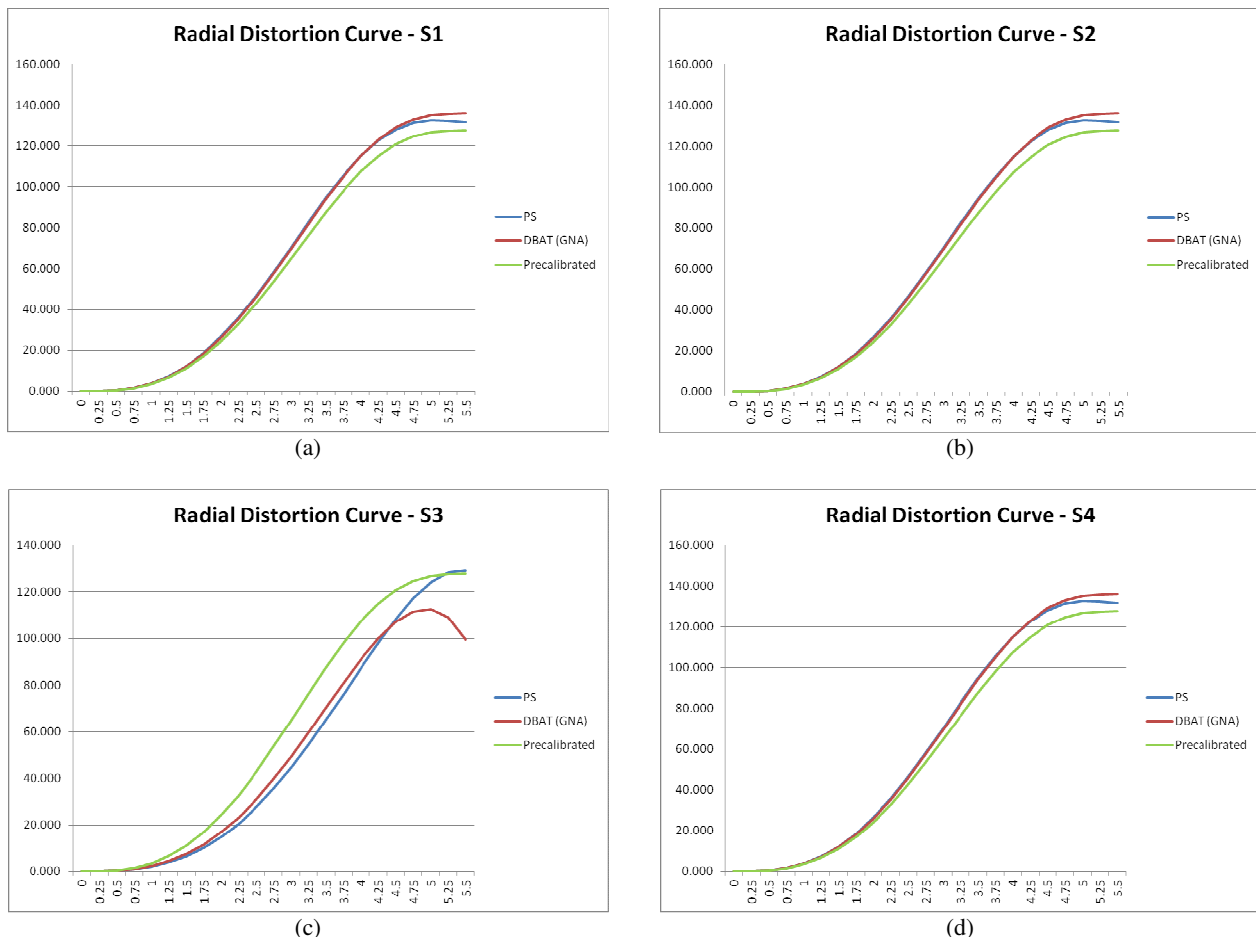 Radial Distortion Curve - S1
160.000
140.000
120.000
100.000
80.000
60.000
40.000
20.000
0.000
0 0.25 0.5 0.75 1 1.25 1.5 1.75 2 2.25 2.5 2.75 3 3.25 3.5 3.75 4 4.25 4.5 4.75 5 5.25 5.5
PS
DBAT (GNA)
Precalibrated
(a)
Radial Distortion Curve - S2
160.000
140.000
120.000
100.000
80.000
60.000
40.000
20.000
0.000
0 0.25 0.5 0.75 1 1.25 1.5 1.75 2 2.25 2.5 2.75 3 3.25 3.5 3.75 4 4.25 4.5 4.75 5 5.25 5.5
PS
DBAT (GNA)
Precalibrated
(b)
Radial Distortion Curve - S3
140.000
120.000
100.000
80.000
60.000
40.000
20.000
0.000
0 0.25 0.5 0.75 1 1.25 1.5 1.75 2 2.25 2.5 2.75 3 3.25 3.5 3.75 4 4.25 4.5 4.75 5 5.25 5.5
PS
DBAT (GNA)
Precalibrated
(c)
Radial Distortion Curve - S4
160.000
140.000
120.000
100.000
80.000
60.000
40.000
20.000
0.000
0 0.25 0.5 0.75 1 1.25 1.5 1.75 2 2.25 2.5 2.75 3 3.25 3.5 3.75 4 4.25 4.5 4.75 5 5.25 5.5
PS
DBAT (GNA)
Precalibrated
(d)